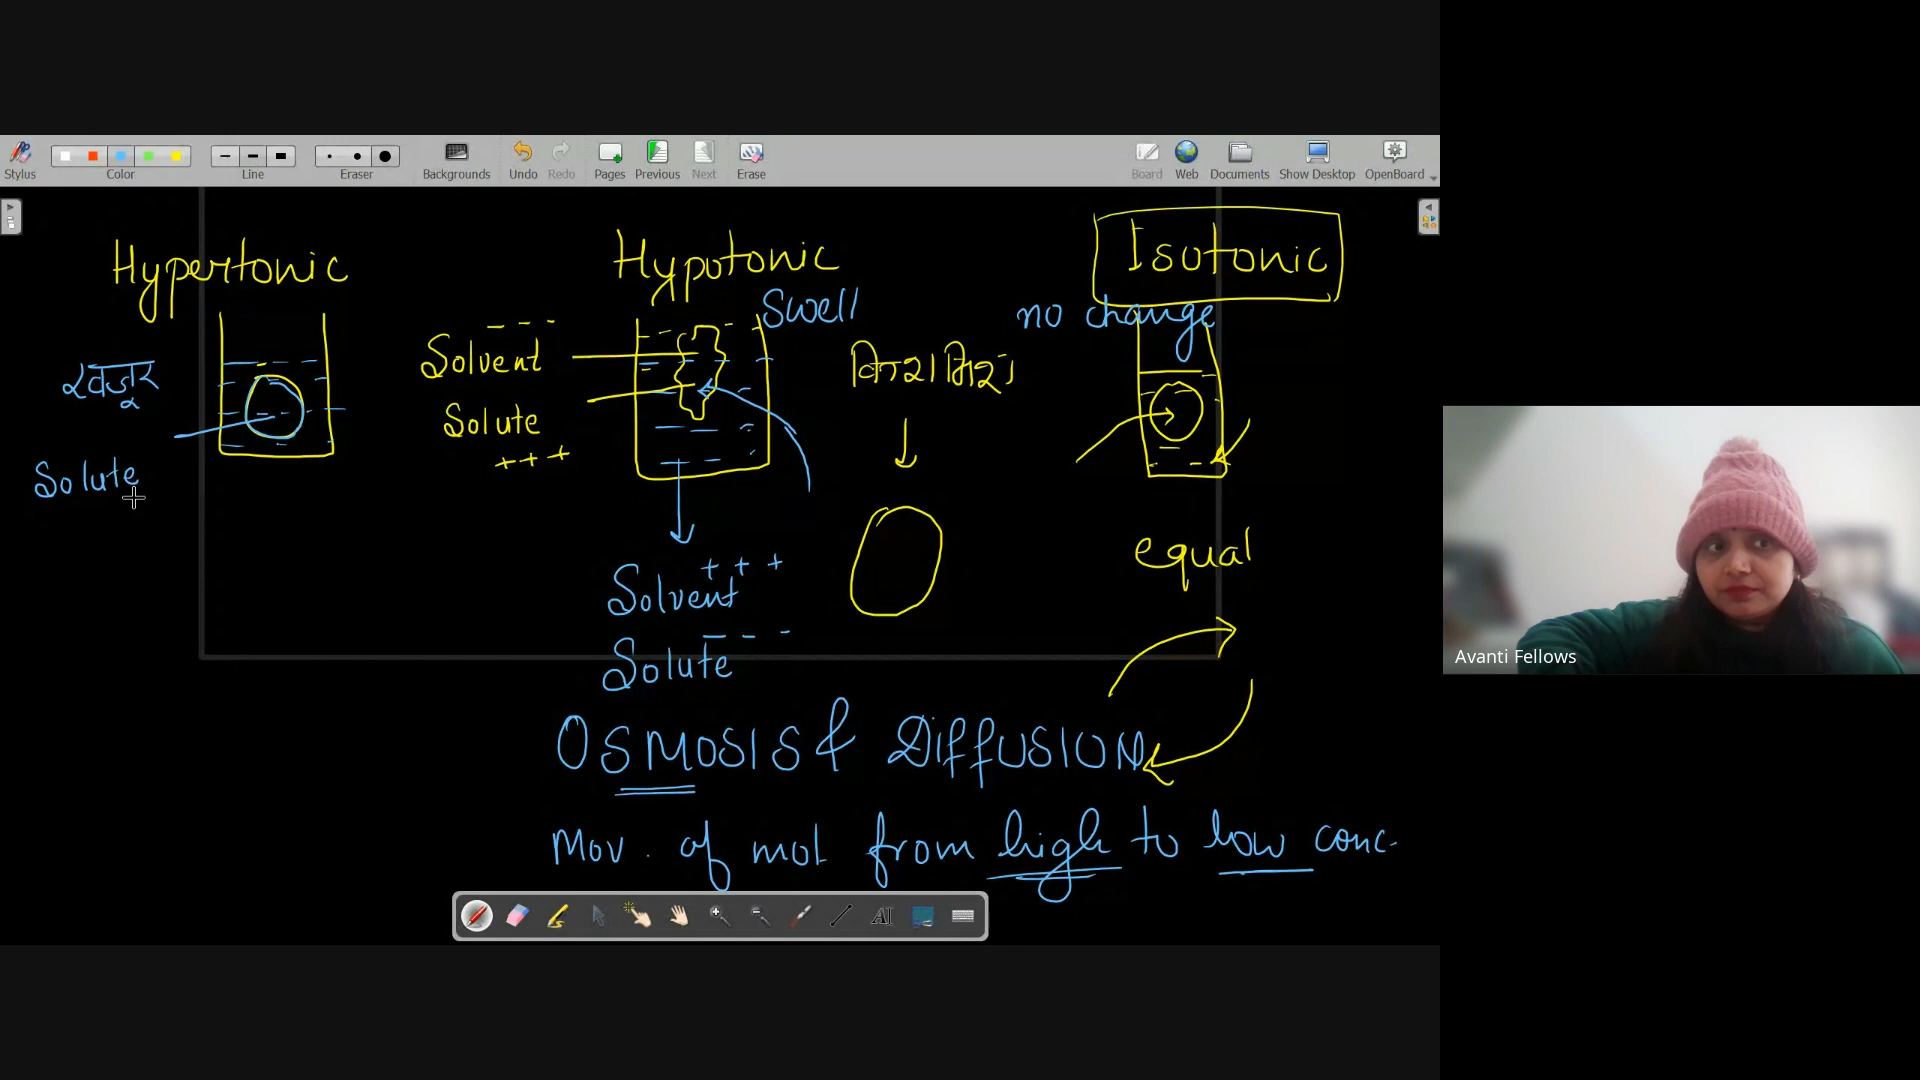 Stylus Color Line Eraser Backgrounds Undo Redo Pages Previous Next Erase Board Web Documents Show Desktop OpenBoard
Hypertonic
Hypotonic
Isotonic
Swell
no change
Solvent - - -
Solute + + +
Solute
equal
Solvent + + +
Solute - - -
OSMOSIS & DIFFUSION
Mov. of mol from high to low conc.
Avanti Fellows